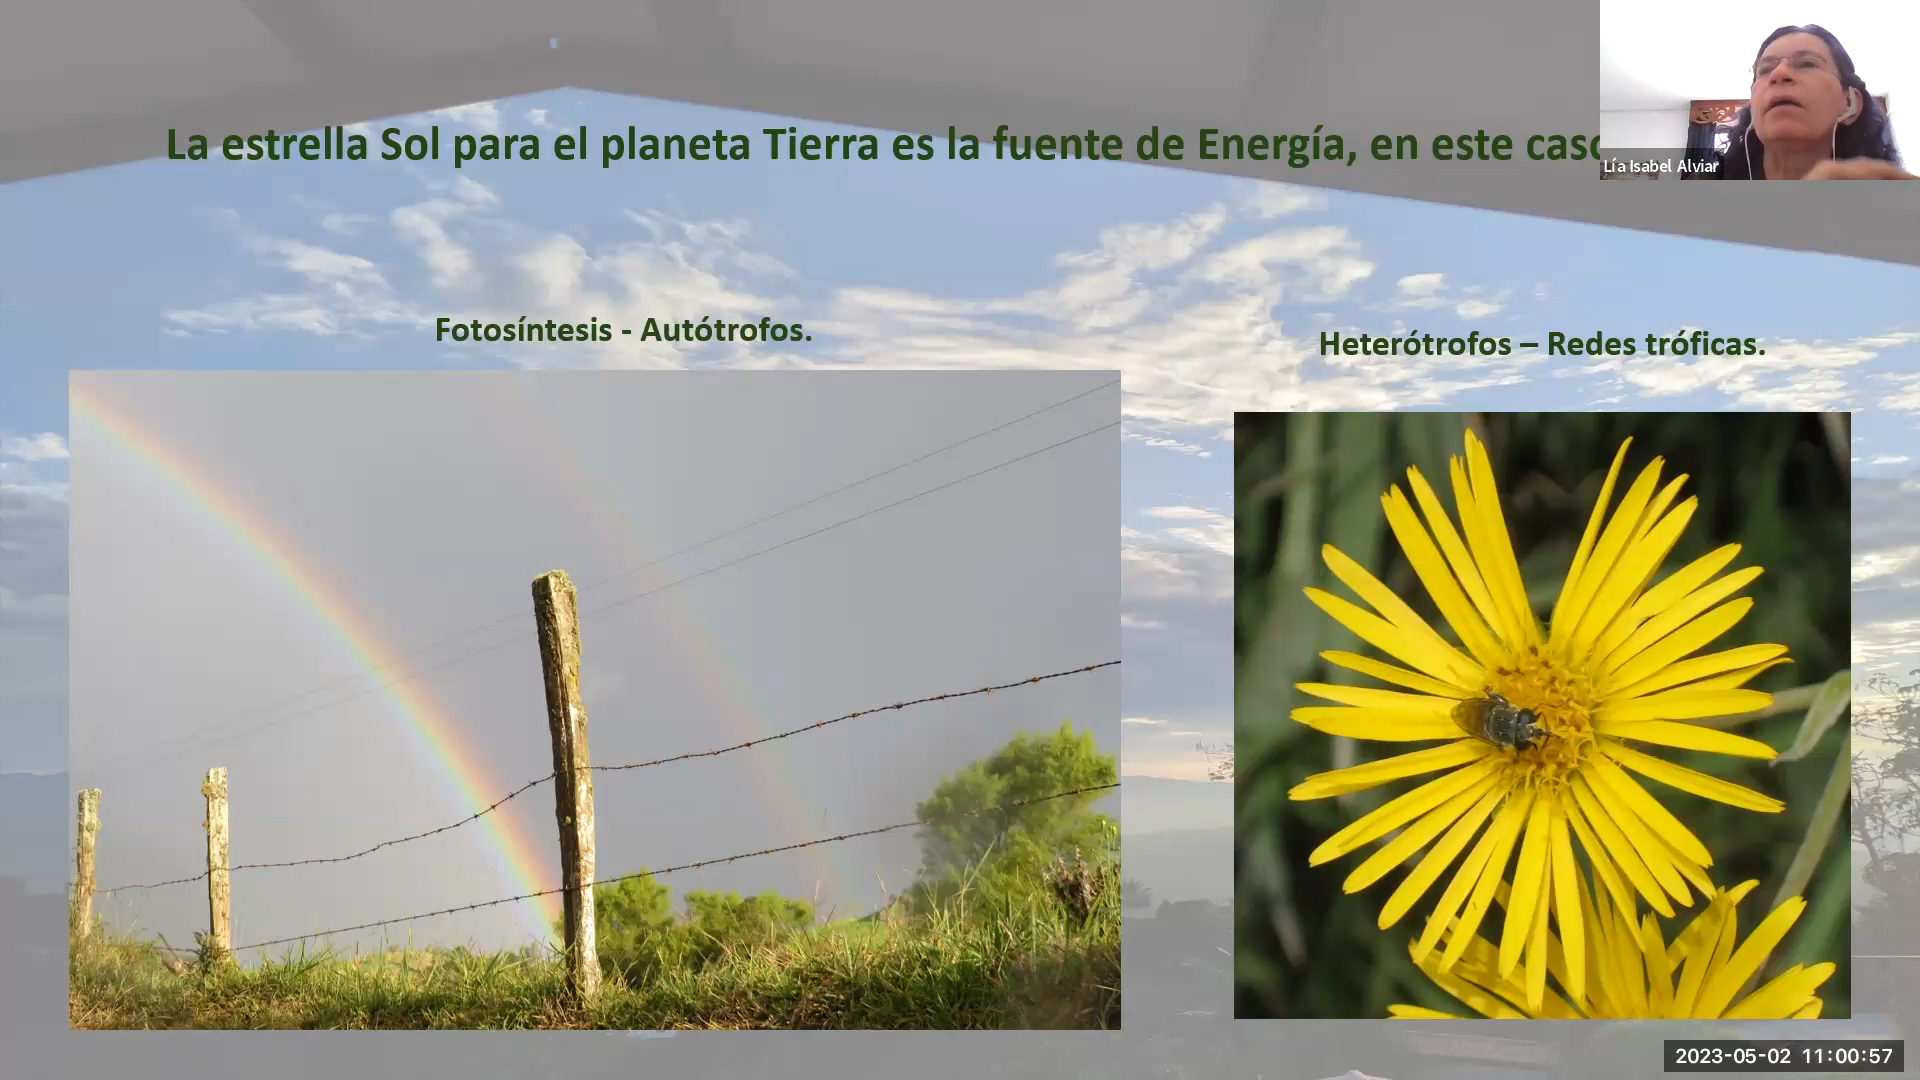 La estrella Sol para el planeta Tierra es la fuente de Energía, en este
Lía Isabel Alviar
Fotosíntesis - Autótrofos.
Heterótrofos – Redes tróficas.
2023-05-02 11:00:57